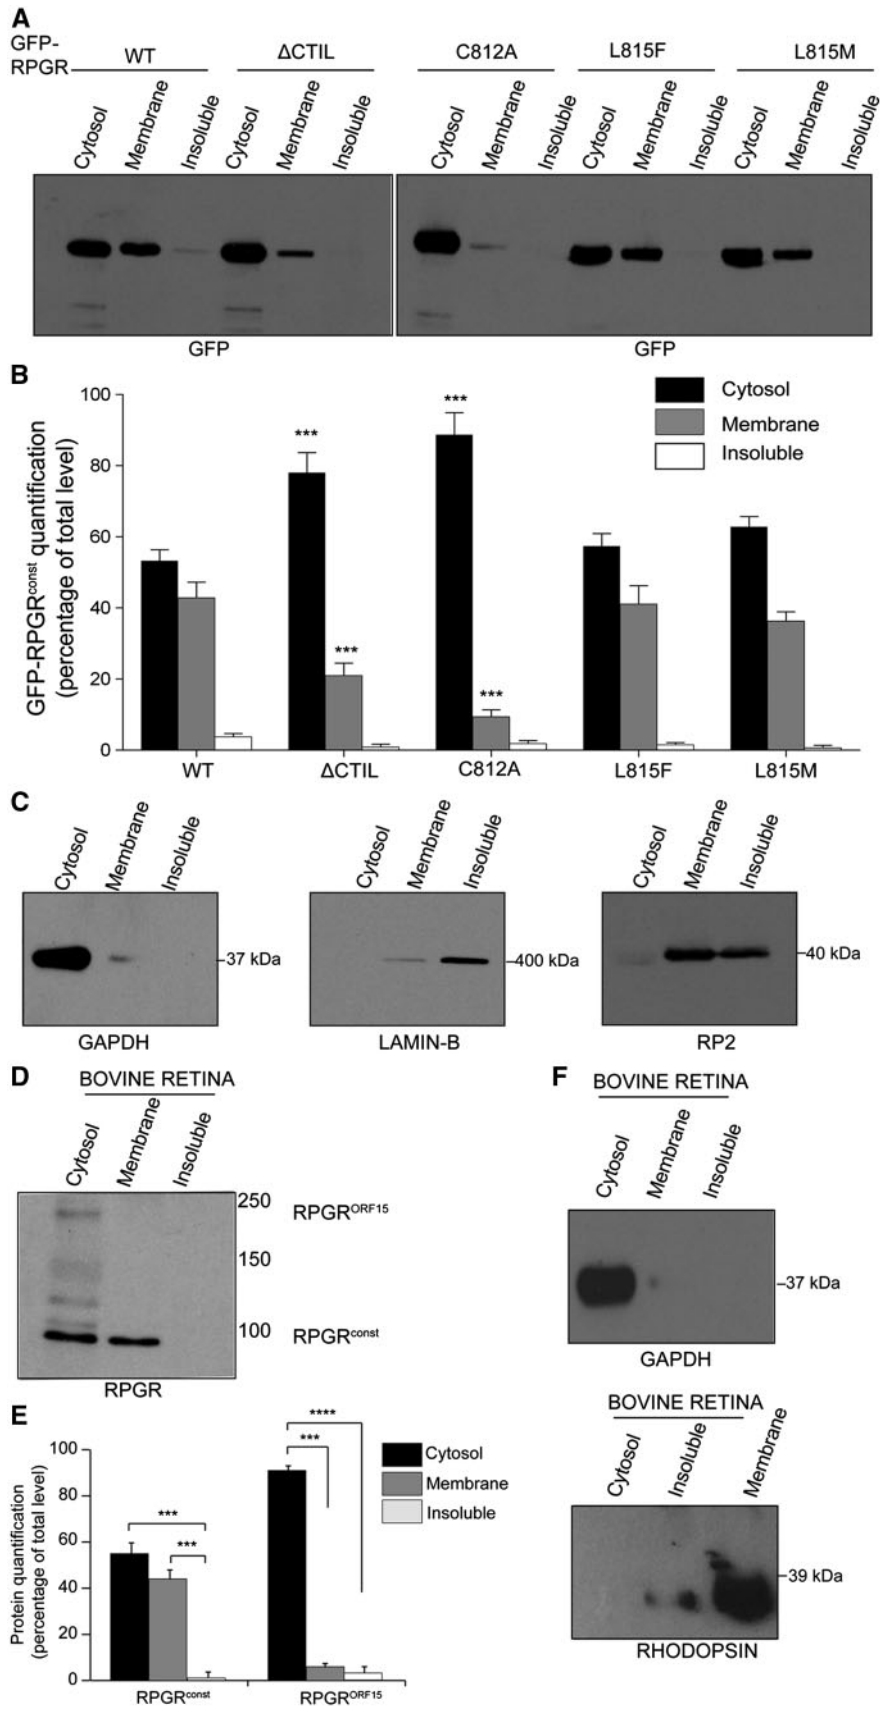 A
GFP-
RPGR
WT ΔCTIL C812A L815F L815M
Cytosol Membrane Insoluble Cytosol Membrane Insoluble Cytosol Membrane Insoluble Cytosol Membrane Insoluble Cytosol Membrane Insoluble
GFP GFP
B
GFP-RPGRconst quantification
(percentage of total level)
100
80
60
40
20
0
*** *** *** ***
Cytosol
Membrane
Insoluble
WT ΔCTIL C812A L815F L815M
C
Cytosol Membrane Insoluble
37 kDa
GAPDH
Cytosol Membrane Insoluble
400 kDa
LAMIN-B
Cytosol Membrane Insoluble
40 kDa
RP2
D
BOVINE RETINA
Cytosol Membrane Insoluble
250
150
100
RPGRORF15
RPGRconst
RPGR
E
Protein quantification
(percentage of total level)
100
80
60
40
20
0
***
***
****
***
Cytosol
Membrane
Insoluble
RPGRconst RPGRORF15
F
BOVINE RETINA
Cytosol Membrane Insoluble
37 kDa
GAPDH
BOVINE RETINA
Cytosol Insoluble Membrane
39 kDa
RHODOPSIN